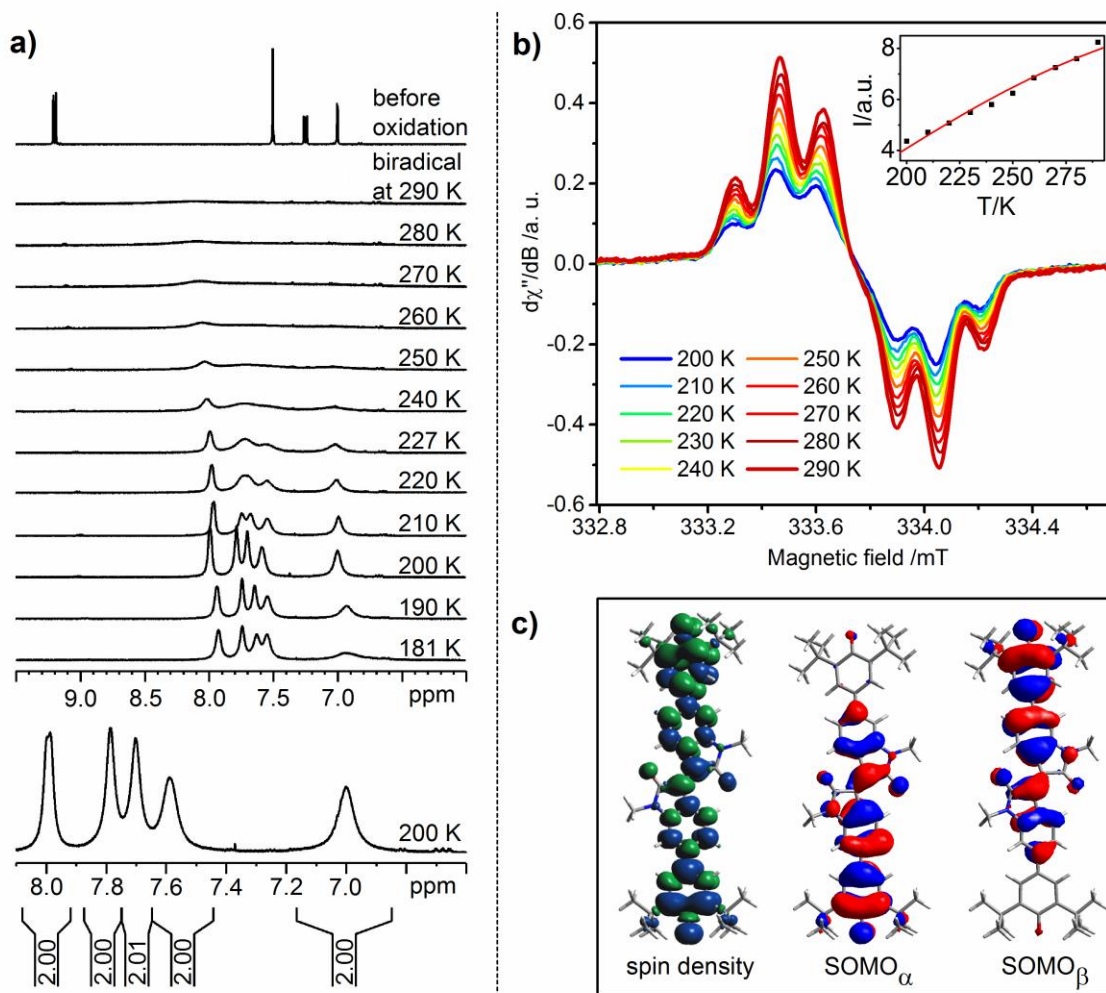 a)
before
oxidation
biradical
at 290 K
280 K
270 K
260 K
250 K
240 K
227 K
220 K
210 K
200 K
190 K
181 K
9.0 8.5 8.0 7.5 7.0 ppm
200 K
8.0 7.8 7.6 7.4 7.2 7.0 ppm
2.00 2.00 2.01 2.00 2.00
b)
0.6
0.4
0.2
0.0
-0.2
-0.4
-0.6
dχ"/dB /a. u.
332.8 333.2 333.6 334.0 334.4
Magnetic field /mT
200 K 250 K
210 K 260 K
220 K 270 K
230 K 280 K
240 K 290 K
8
6
4
I/a.u.
200 225 250 275
T/K
c)
spin density SOMOα SOMOβ